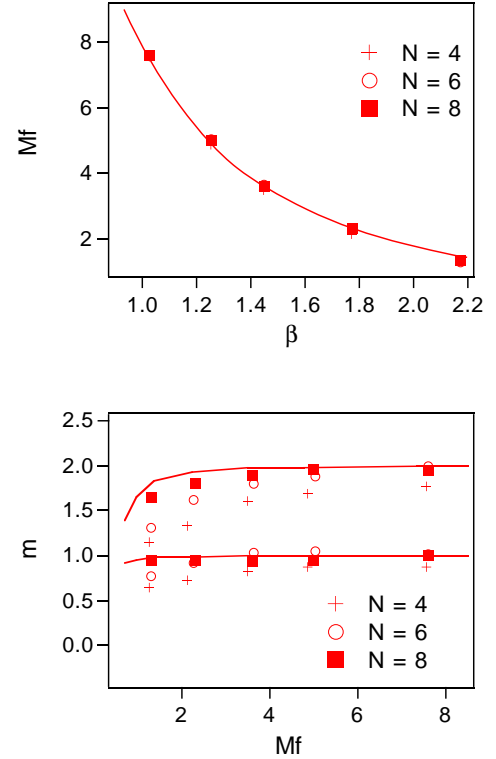 8
6
4
2
Mf
N = 4
N = 6
N = 8
1.0 1.2 1.4 1.6 1.8 2.0 2.2
β
2.5
2.0
1.5
1.0
0.5
0.0
m
N = 4
N = 6
N = 8
2 4 6 8
Mf